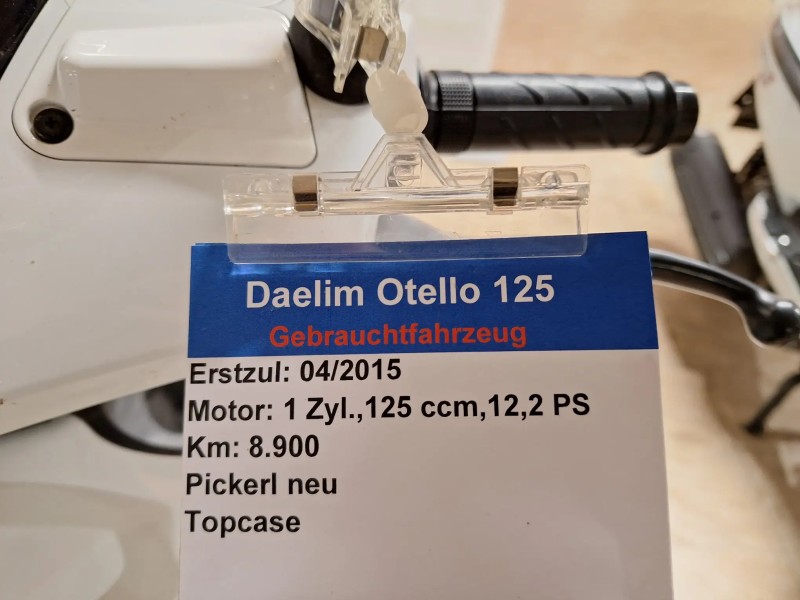 Daelim Otello 125
Gebrauchtfahrzeug
Erstzul: 04/2015
Motor: 1 Zyl.,125 ccm,12,2 PS
Km: 8.900
Pickerl neu
Topcase